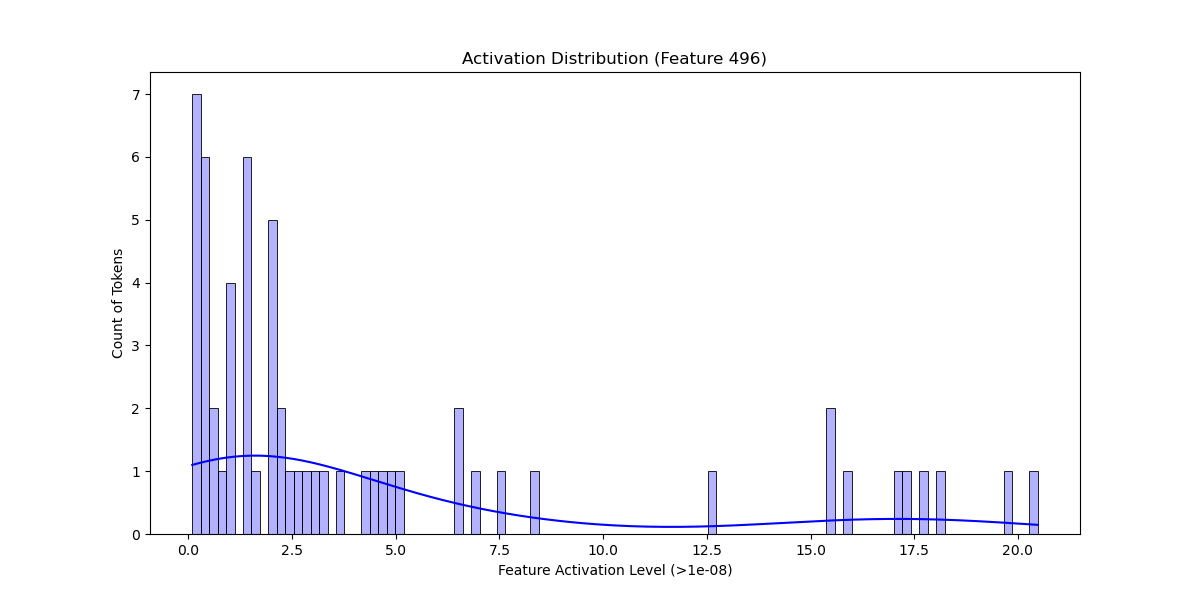 Activation Distribution (Feature 496)
7
6
5
4
3
2
1
0
Count of Tokens
0.0 2.5 5.0 7.5 10.0 12.5 15.0 17.5 20.0
Feature Activation Level (>1e-08)